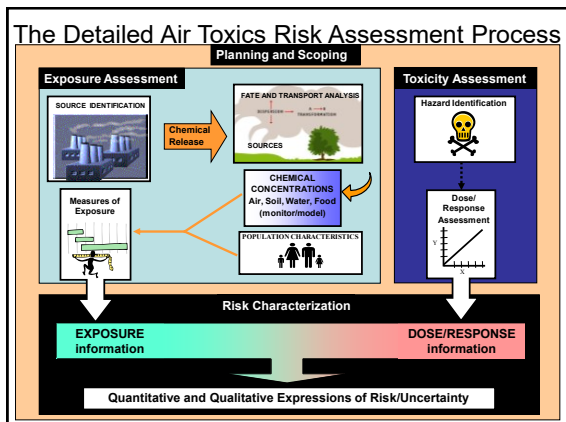 The Detailed Air Toxics Risk Assessment Process
Planning and Scoping
Exposure Assessment
SOURCE IDENTIFICATION
Chemical
Release
FATE AND TRANSPORT ANALYSIS
DISPERSION
TRANSFORMATION
SOURCES
CHEMICAL
CONCENTRATIONS
Air, Soil, Water, Food
(monitor/model)
POPULATION CHARACTERISTICS
Measures of
Exposure
Toxicity Assessment
Hazard Identification
Dose/
Response
Assessment
Y
X
Risk Characterization
EXPOSURE
information
DOSE/RESPONSE
information
Quantitative and Qualitative Expressions of Risk/Uncertainty